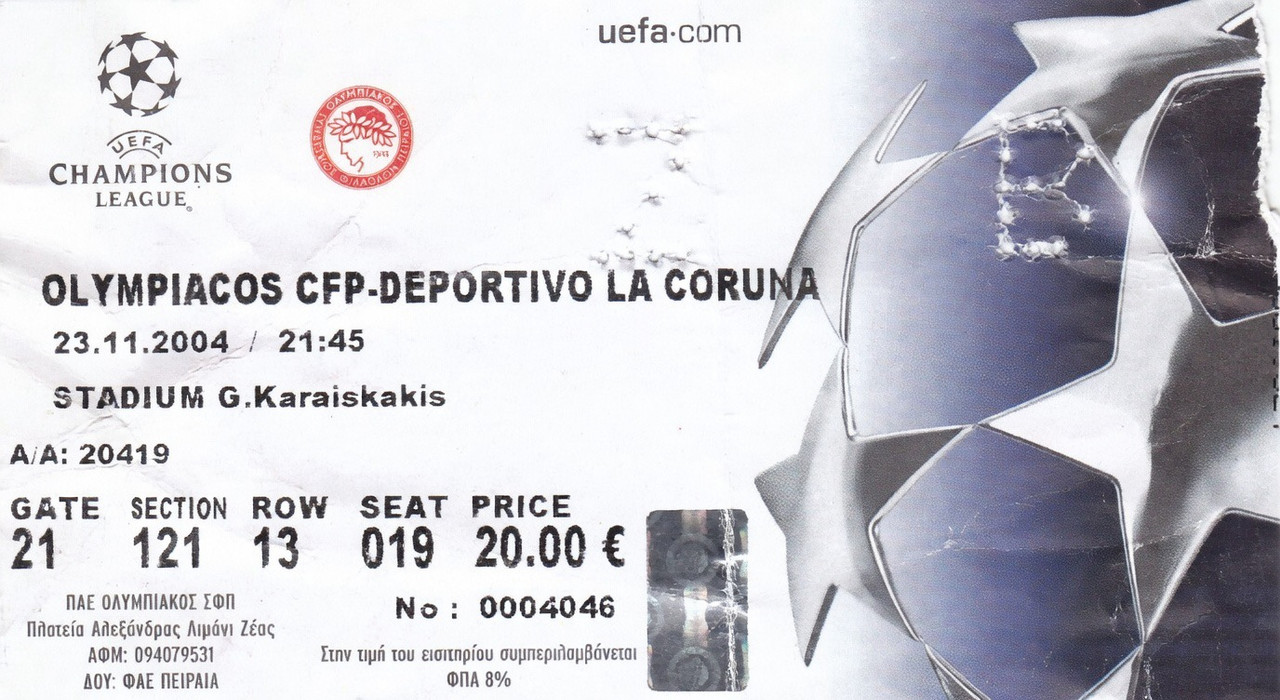 uefa.com
UEFA
CHAMPIONS
LEAGUE
OLYMPIACOS CFP-DEPORTIVO LA CORUNA
23.11.2004 / 21:45
STADIUM G.Karaiskakis
A/A: 20419
GATE SECTION ROW SEAT PRICE
21 121 13 019 20.00 €
No : 0004046
ΠΑΕ ΟΛΥΜΠΙΑΚΟΣ ΣΦΠ
Πλατεία Αλεξάνδρας Λιμάνι Ζέας
ΑΦΜ: 094079531
ΔΟΥ: ΦΑΕ ΠΕΙΡΑΙΑ
Στην τιμή του εισιτηρίου συμπεριλαμβάνεται
ΦΠΑ 8%